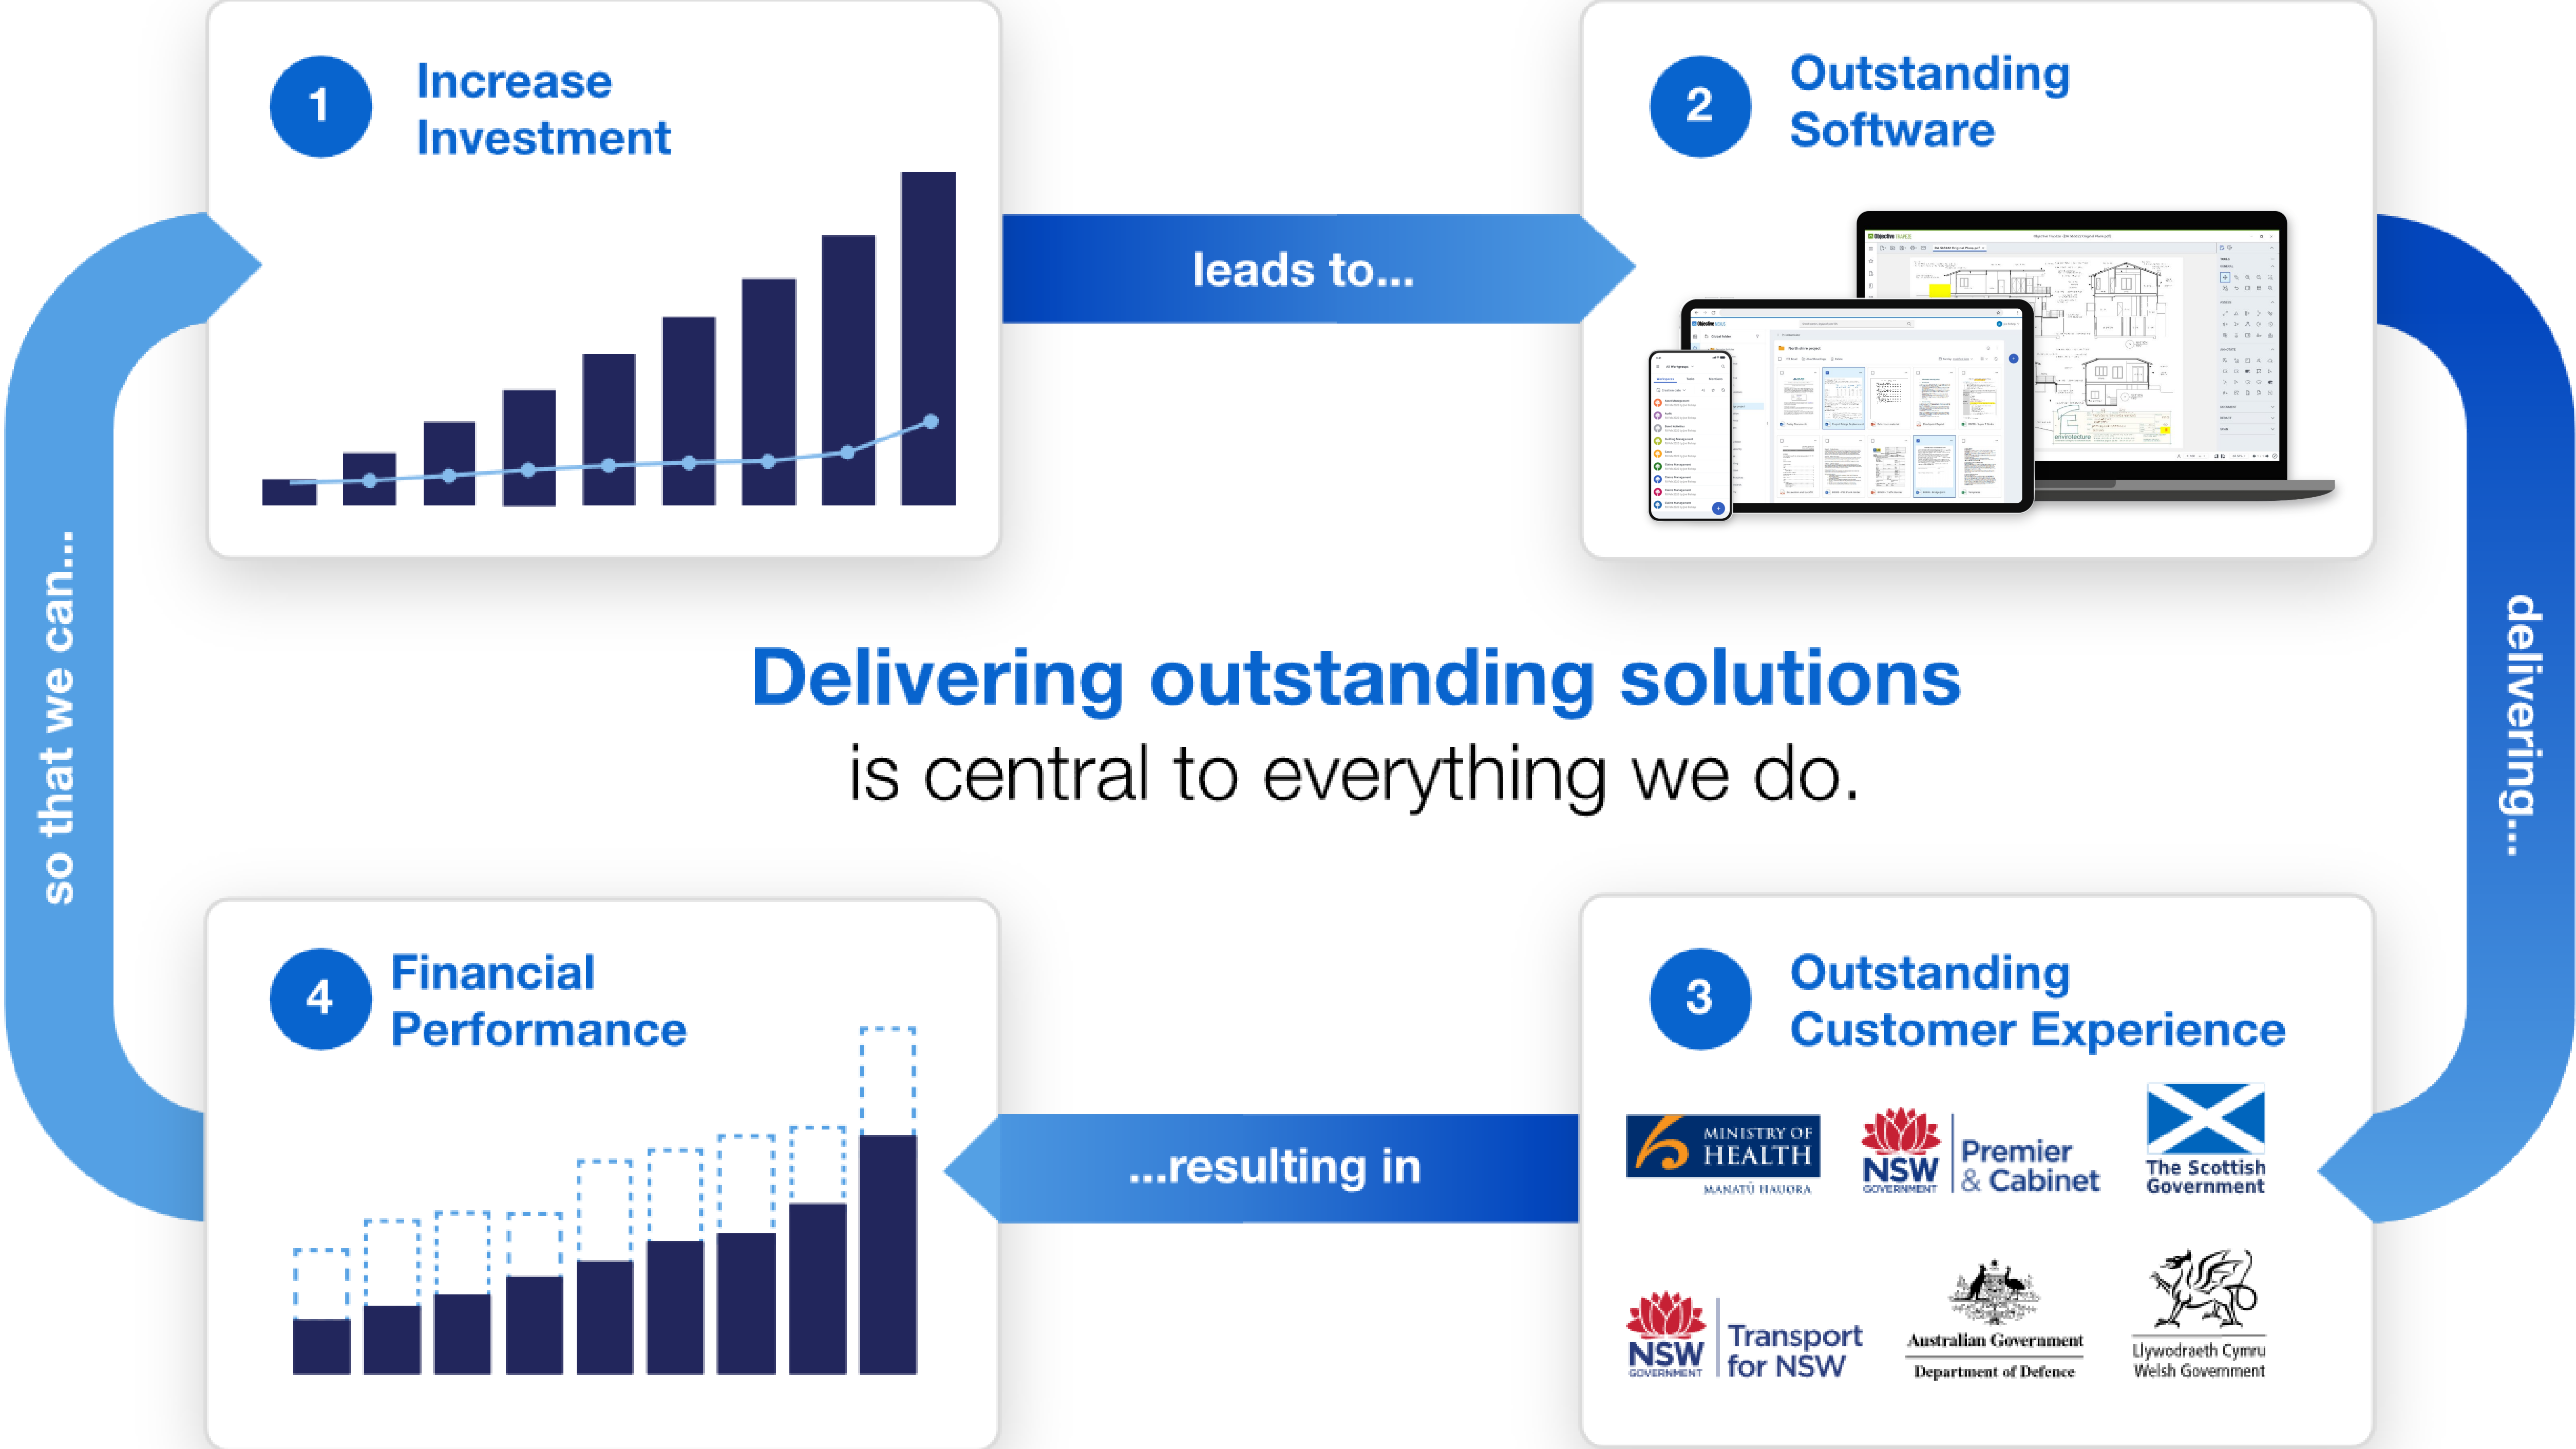 1
Increase
Investment
leads to...
2
Outstanding
Software
delivering...
Delivering outstanding solutions
is central to everything we do.
so that we can...
3
Outstanding
Customer Experience
MINISTRY OF
HEALTH
MANATŪ HAUORA
NSW
GOVERNMENT
Premier
& Cabinet
The Scottish
Government
NSW
GOVERNMENT
Transport
for NSW
Australian Government
Department of Defence
Llywodraeth Cymru
Welsh Government
...resulting in
4
Financial
Performance